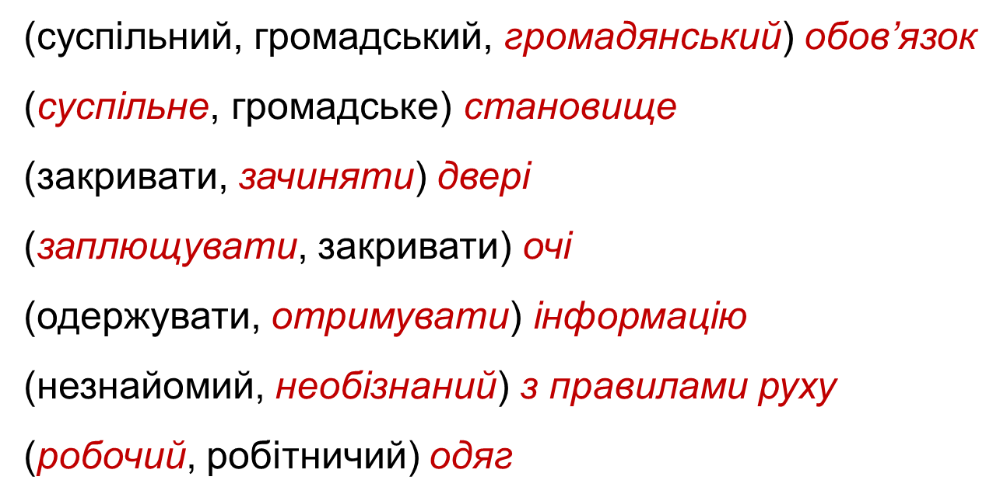 (суспільний, громадський, громадянський) обов’язок
(суспільне, громадське) становище
(закривати, зачиняти) двері
(заплющувати, закривати) очі
(одержувати, отримувати) інформацію
(незнайомий, необізнаний) з правилами руху
(робочий, робітничий) одяг